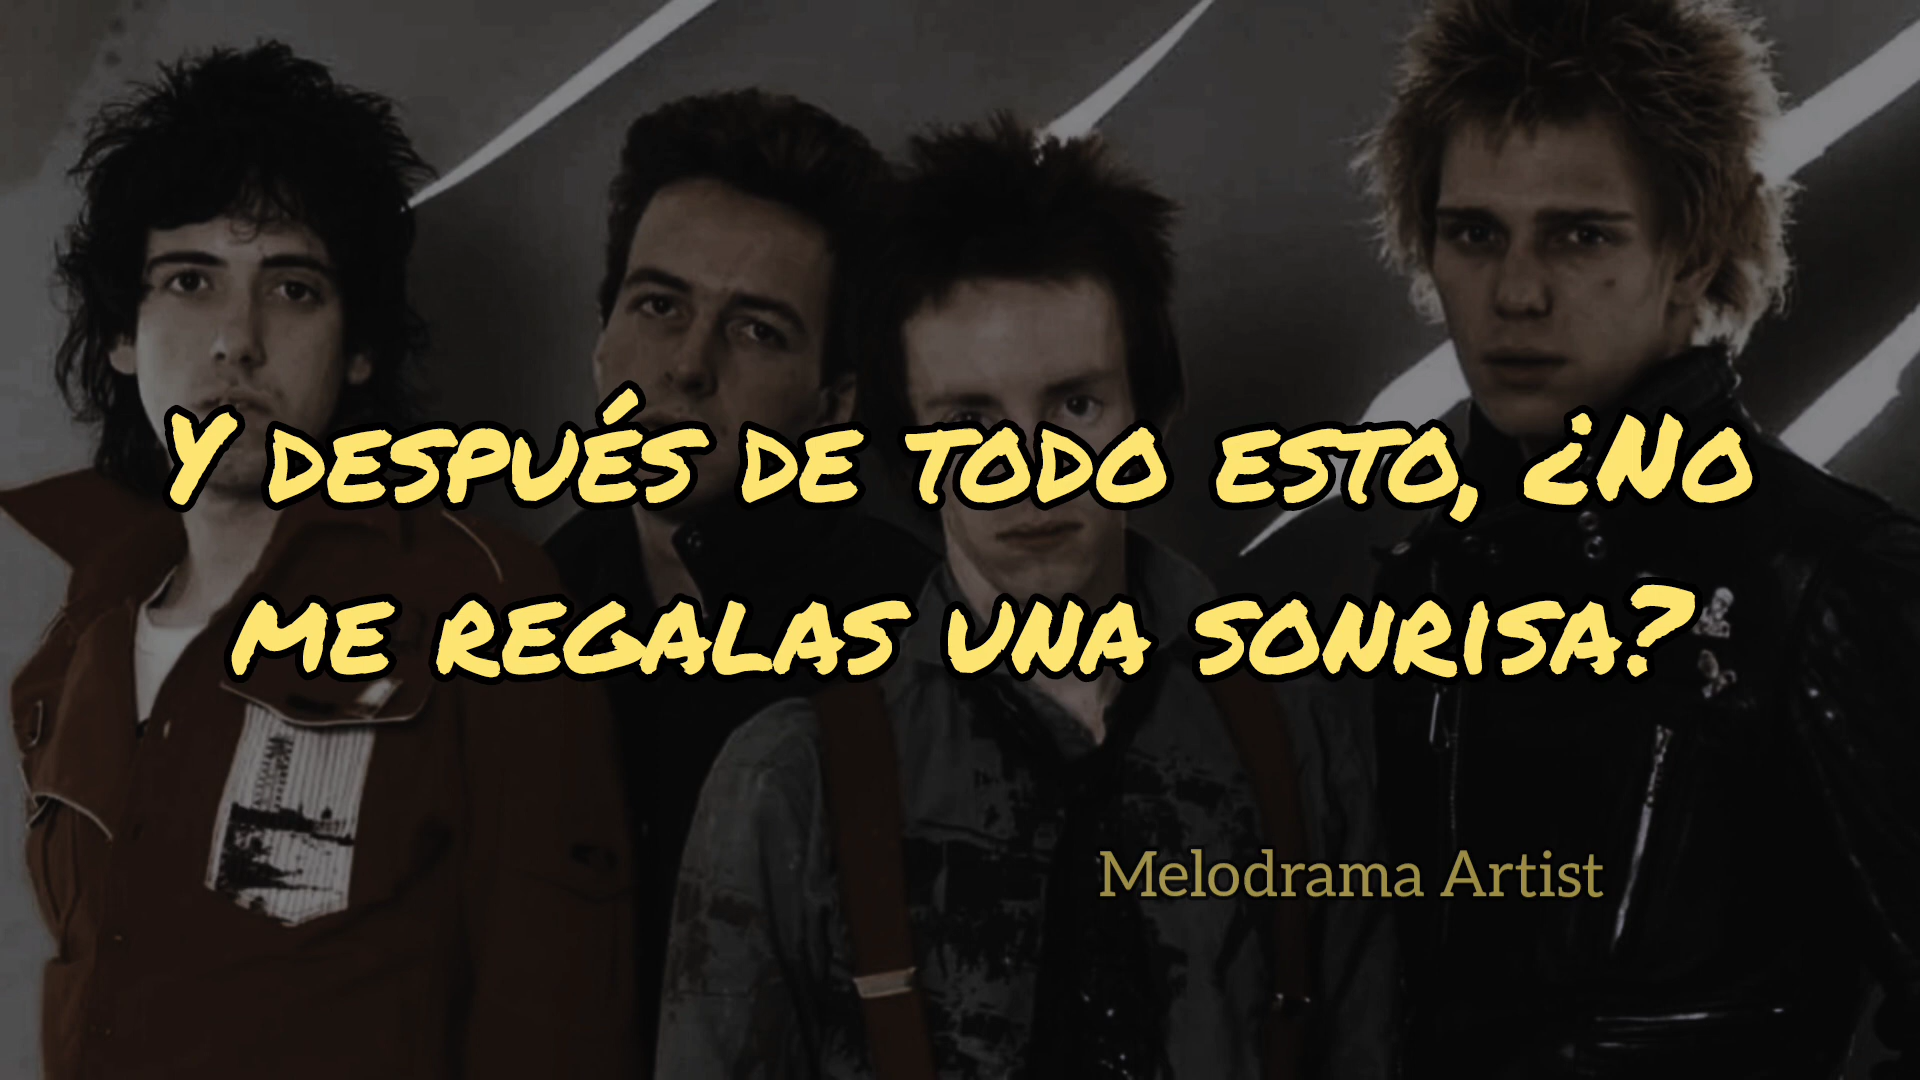 Y después de todo esto, ¿No
me regalas una sonrisa?
Melodrama Artist